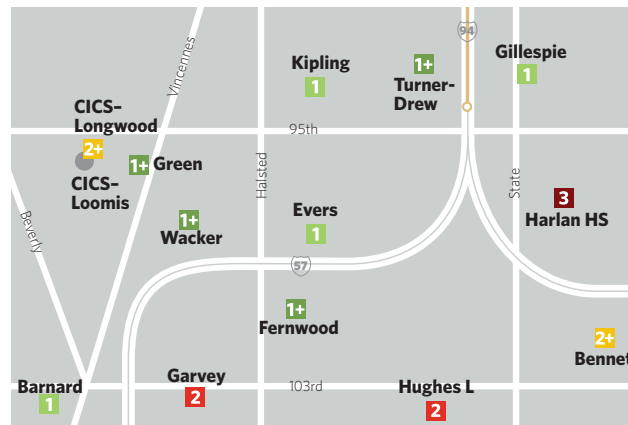 94
Gillespie
1
Kipling
1
1+
Turner-
Drew
Vincennes
CICS–
Longwood
2+
CICS–
Loomis
95th
1+ Green
Halsted
State
3
Harlan HS
Beverly
1+
Wacker
Evers
1
57
1+
Fernwood
2+
Bennet
Barnard
1
Garvey
2
103rd
Hughes L
2